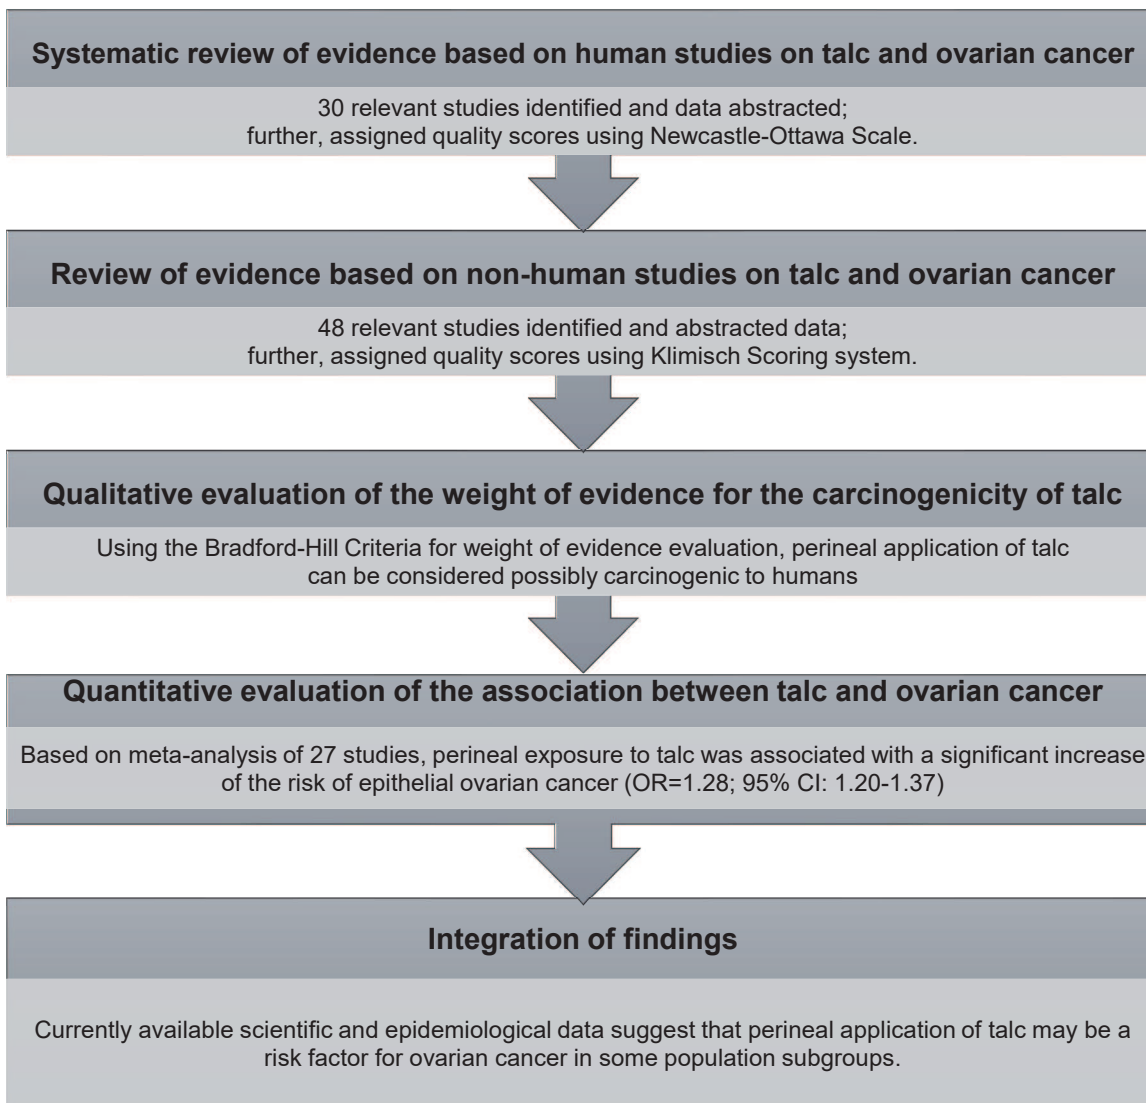 Systematic review of evidence based on human studies on talc and ovarian cancer
30 relevant studies identified and data abstracted;
further, assigned quality scores using Newcastle-Ottawa Scale.
Review of evidence based on non-human studies on talc and ovarian cancer
48 relevant studies identified and abstracted data;
further, assigned quality scores using Klimisch Scoring system.
Qualitative evaluation of the weight of evidence for the carcinogenicity of talc
Using the Bradford-Hill Criteria for weight of evidence evaluation, perineal application of talc
can be considered possibly carcinogenic to humans
Quantitative evaluation of the association between talc and ovarian cancer
Based on meta-analysis of 27 studies, perineal exposure to talc was associated with a significant increase
of the risk of epithelial ovarian cancer (OR=1.28; 95% CI: 1.20-1.37)
Integration of findings
Currently available scientific and epidemiological data suggest that perineal application of talc may be a
risk factor for ovarian cancer in some population subgroups.